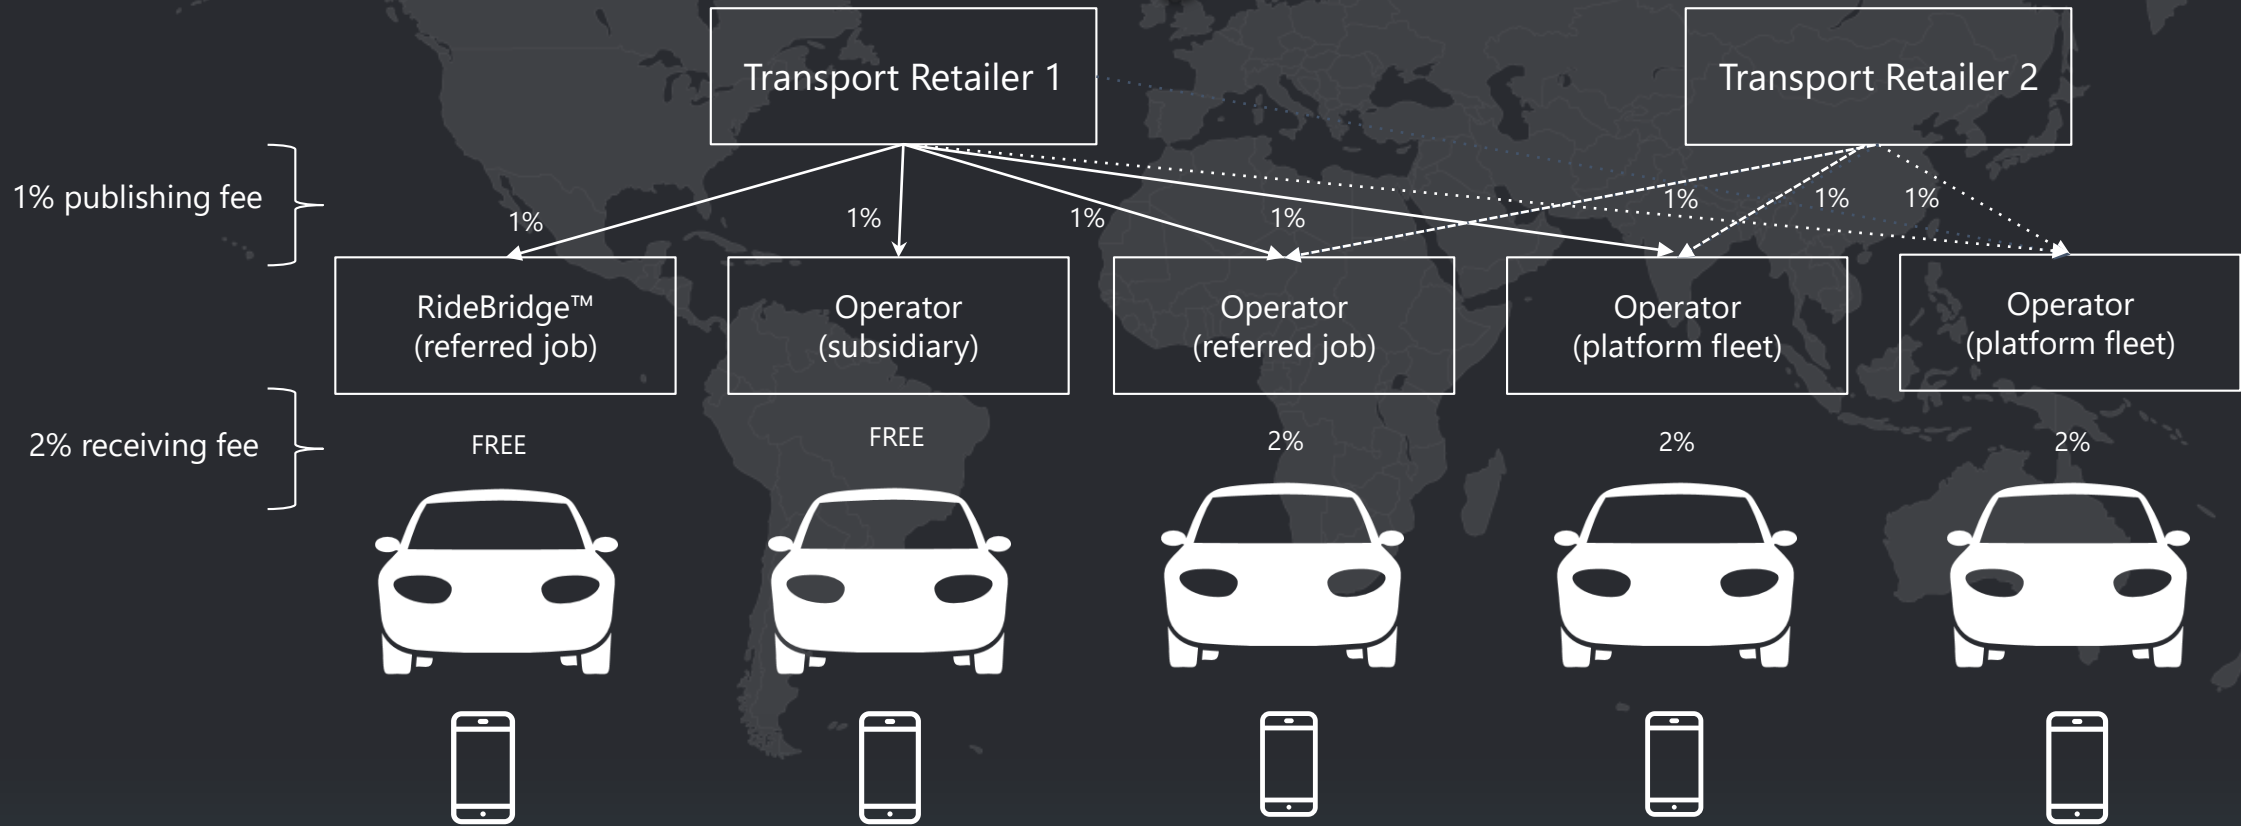 Transport Retailer 1
Transport Retailer 2
1% publishing fee
1%
1%
1%
1%
1%
1%
1%
RideBridge™
(referred job)
Operator
(subsidiary)
Operator
(referred job)
Operator
(platform fleet)
Operator
(platform fleet)
2% receiving fee
FREE
FREE
2%
2%
2%